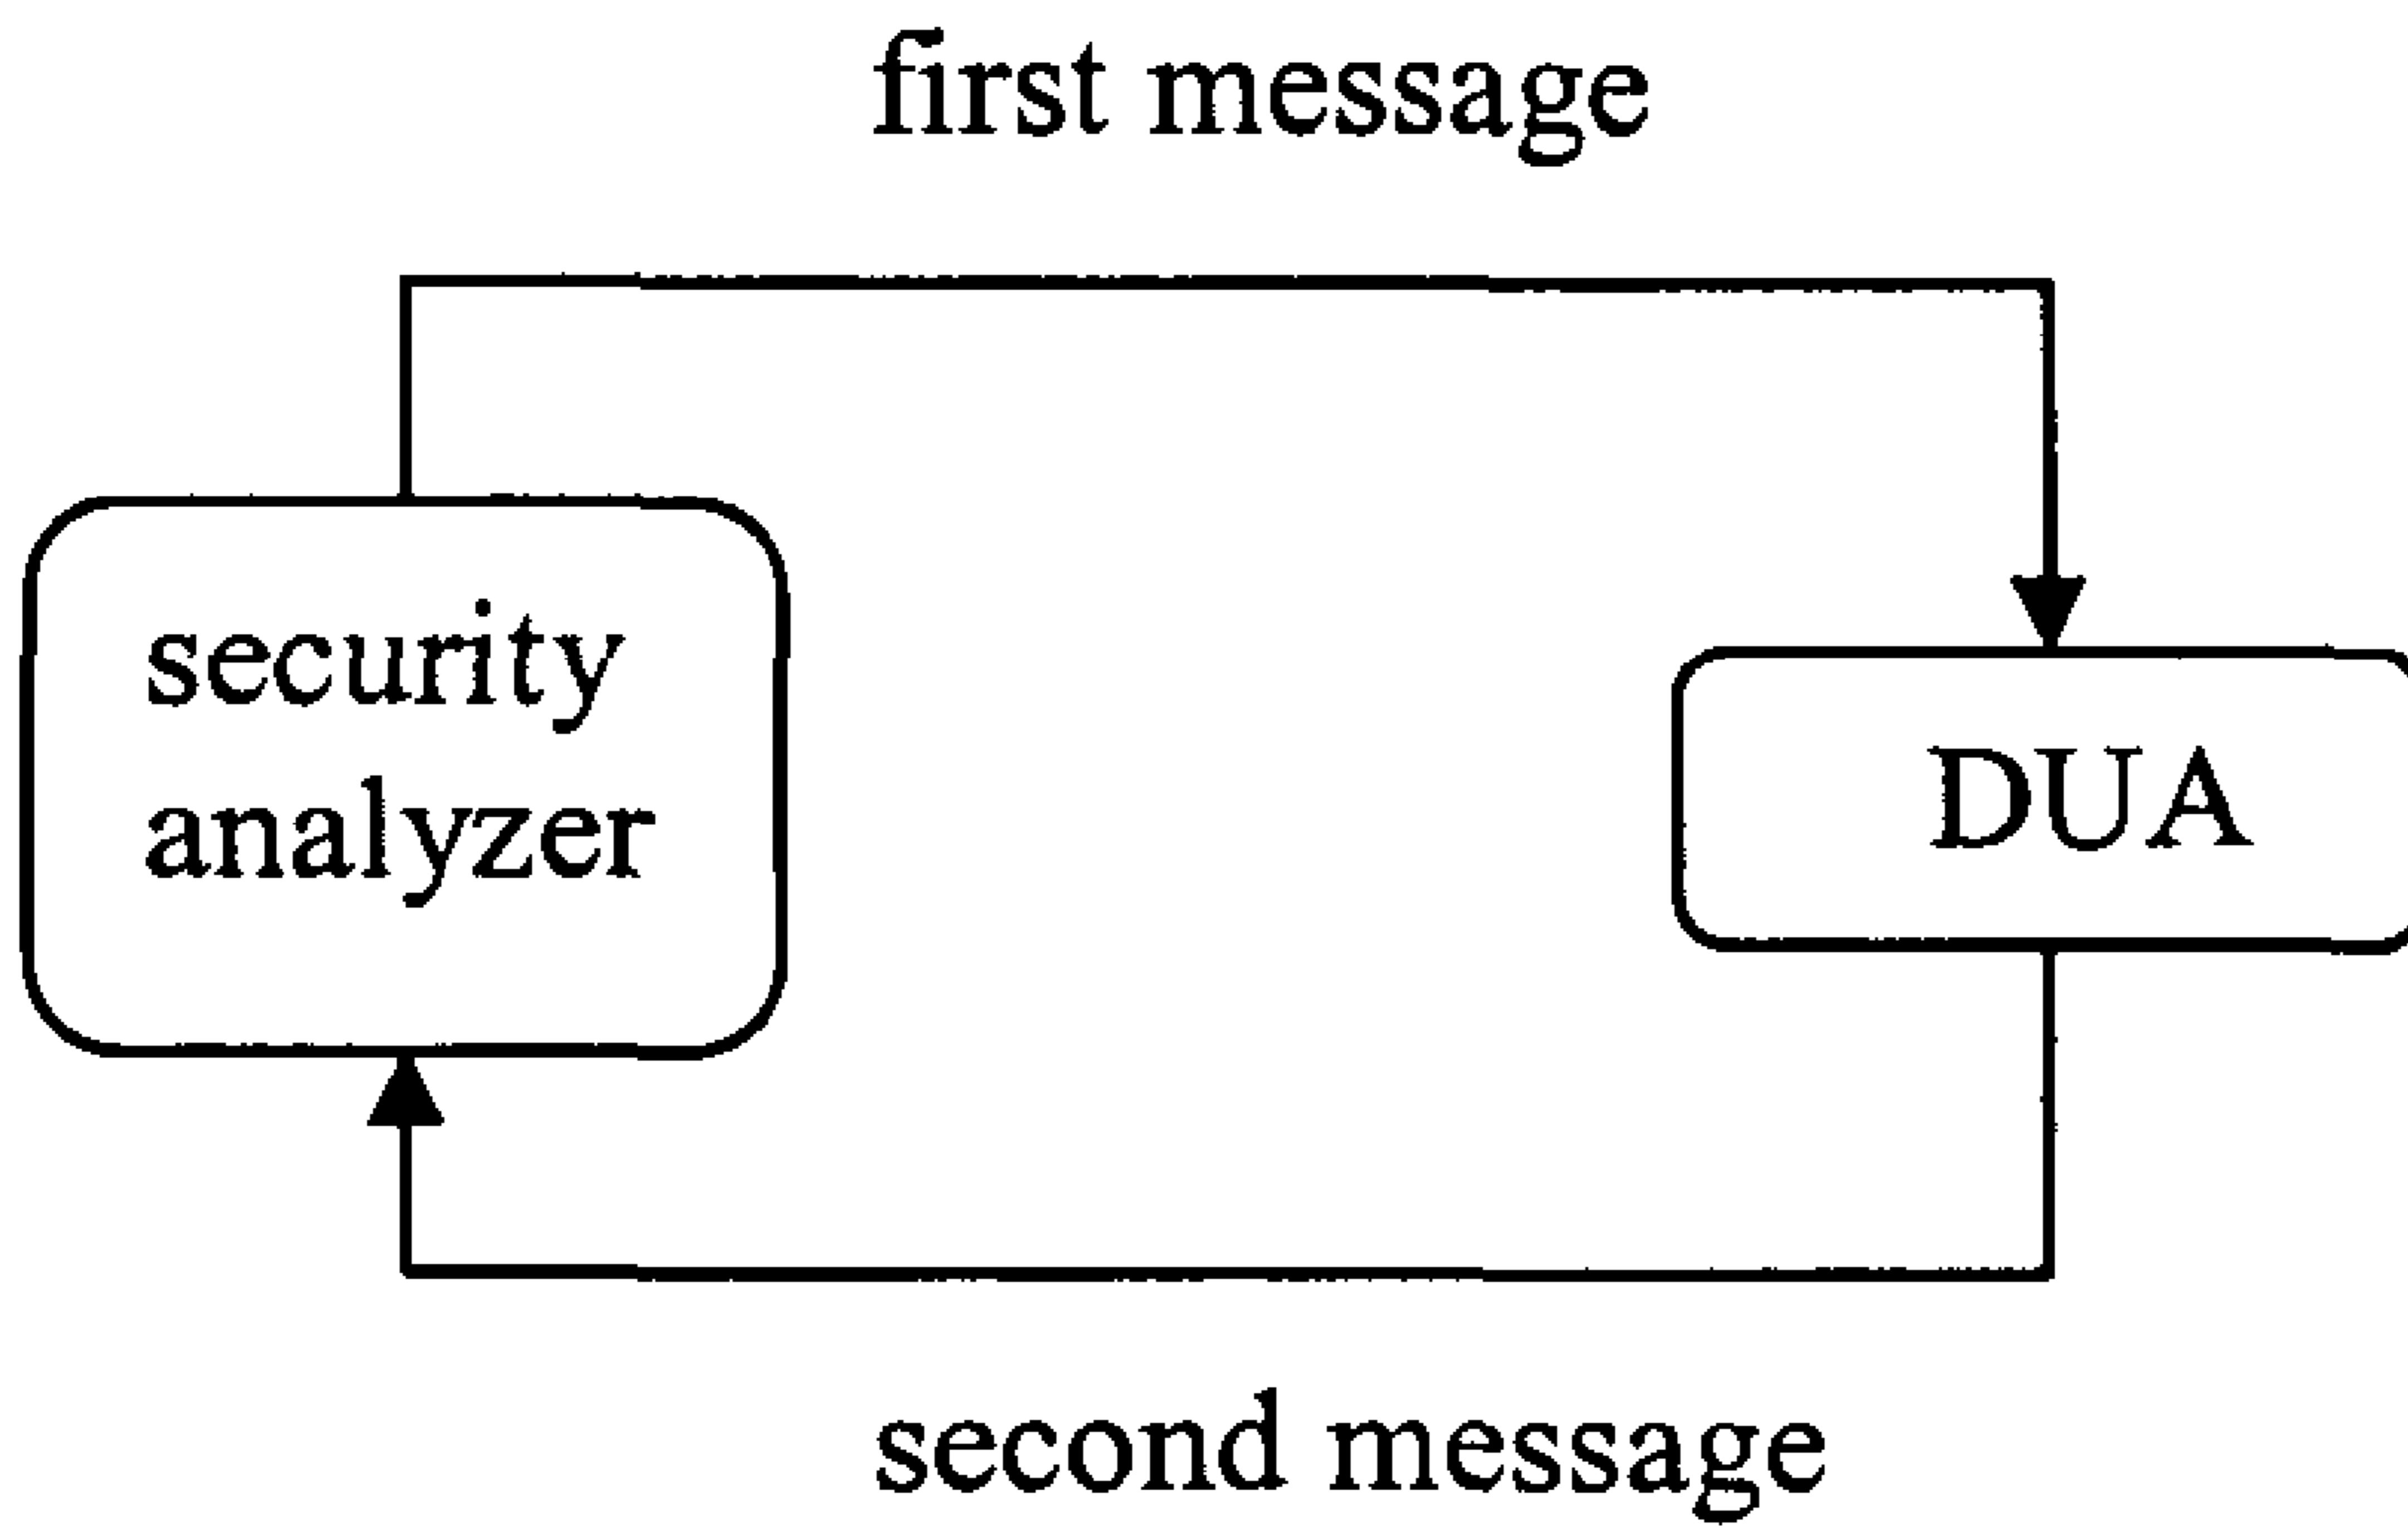 first message
security
analyzer
DUA
second message